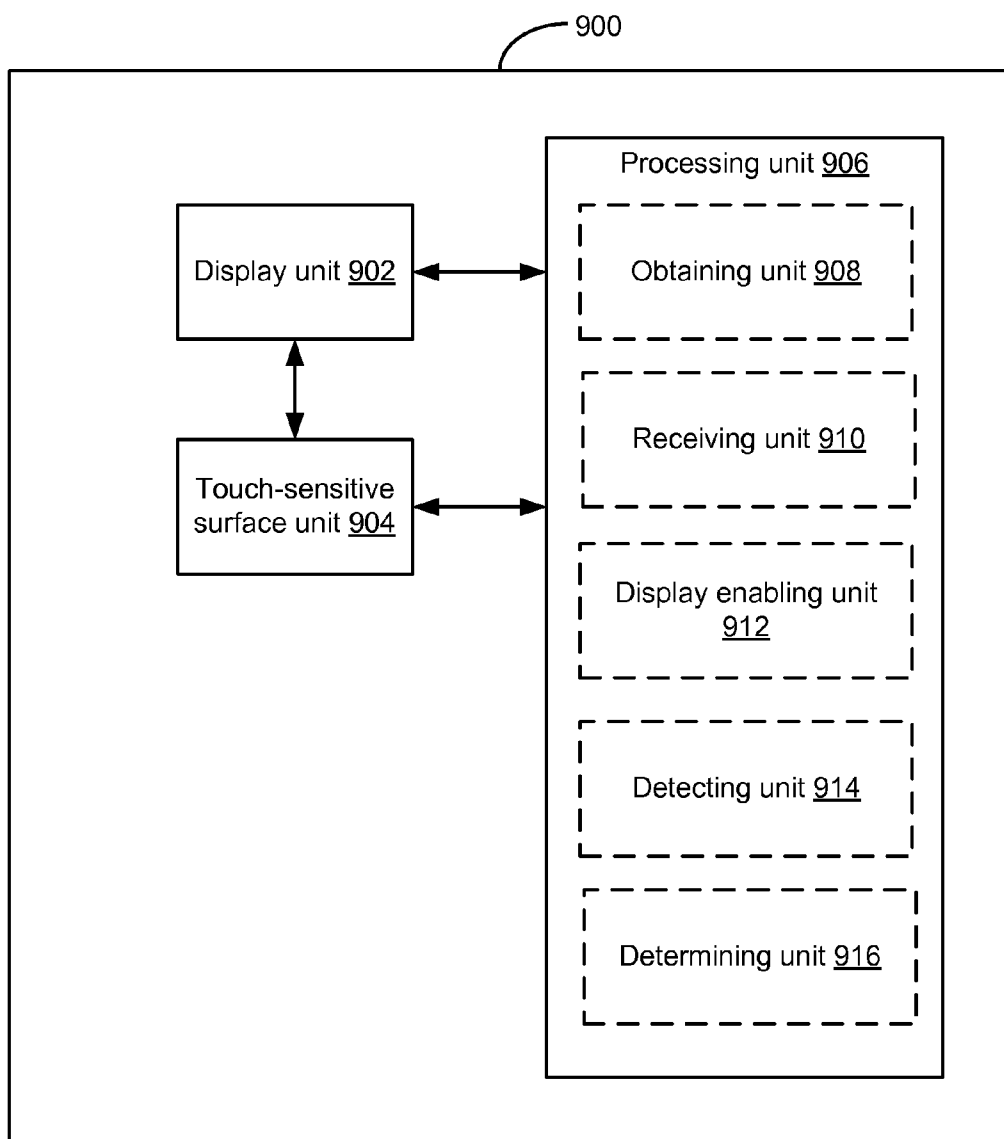 900
Processing unit 906
Display unit 902
Obtaining unit 908
Receiving unit 910
Touch-sensitive
surface unit 904
Display enabling unit
912
Detecting unit 914
Determining unit 916